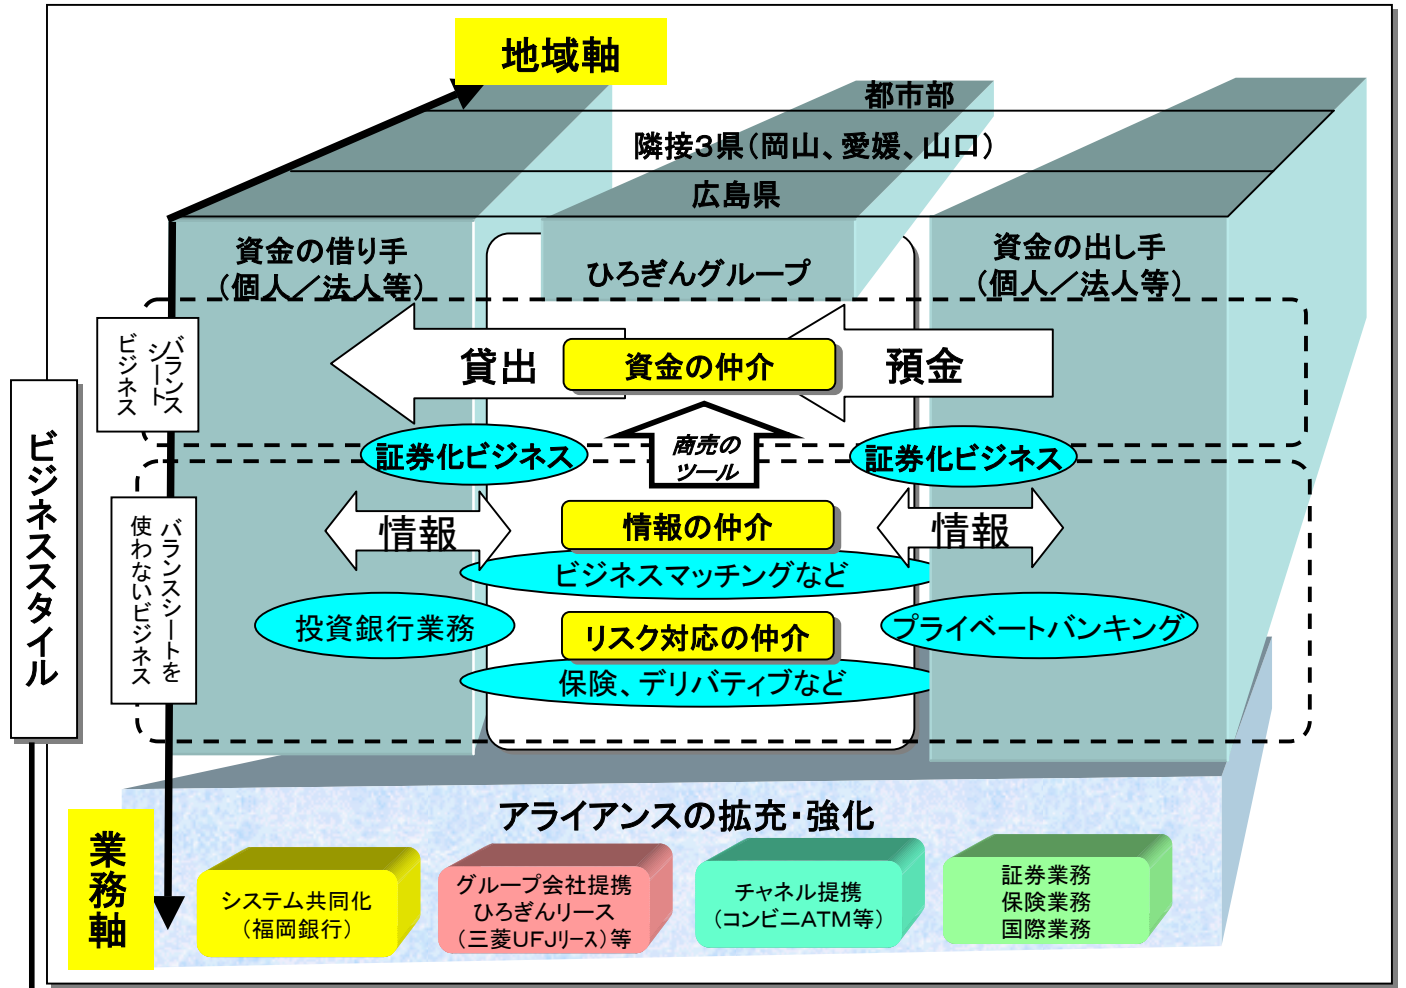 地域軸
都市部
隣接3県（岡山、愛媛、山口）
広島県
資金の借り手
（個人／法人等）
ひろぎんグループ
資金の出し手
（個人／法人等）
バランス
シート
ビジネス
貸出
資金の仲介
預金
ビジネススタイル
証券化ビジネス
商売の
ツール
証券化ビジネス
バランスシートを
使わないビジネス
情報
情報の仲介
情報
ビジネスマッチングなど
投資銀行業務
リスク対応の仲介
プライベートバンキング
保険、デリバティブなど
アライアンスの拡充・強化
業務軸
システム共同化
（福岡銀行）
グループ会社提携
ひろぎんリース
（三菱UFJリース）等
チャネル提携
（コンビニATM等）
証券業務
保険業務
国際業務